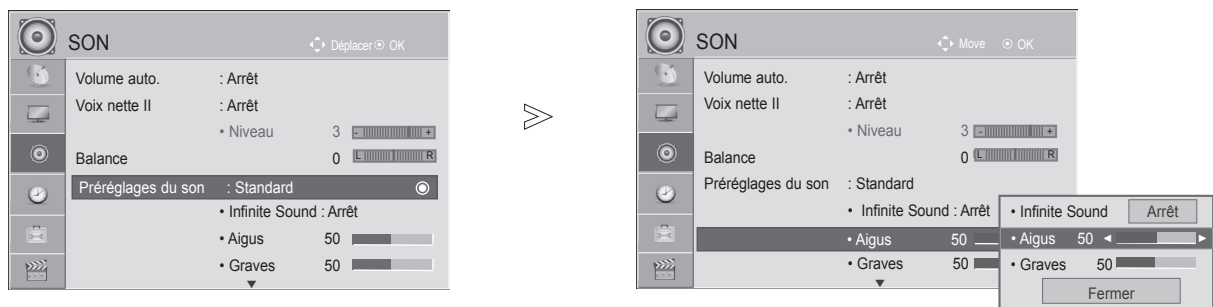 SON Déplacer OK
Volume auto. : Arrêt
Voix nette II : Arrêt
• Niveau 3 - +
Balance 0 L R
Préréglages du son : Standard
• Infinite Sound : Arrêt
• Aigus 50
• Graves 50
SON Move OK
Volume auto. : Arrêt
Voix nette II : Arrêt
• Niveau 3 - +
Balance 0 L R
Préréglages du son : Standard
• Infinite Sound : Arrêt
• Aigus 50
• Graves 50
• Infinite Sound Arrêt
• Aigus 50
• Graves 50
Fermer